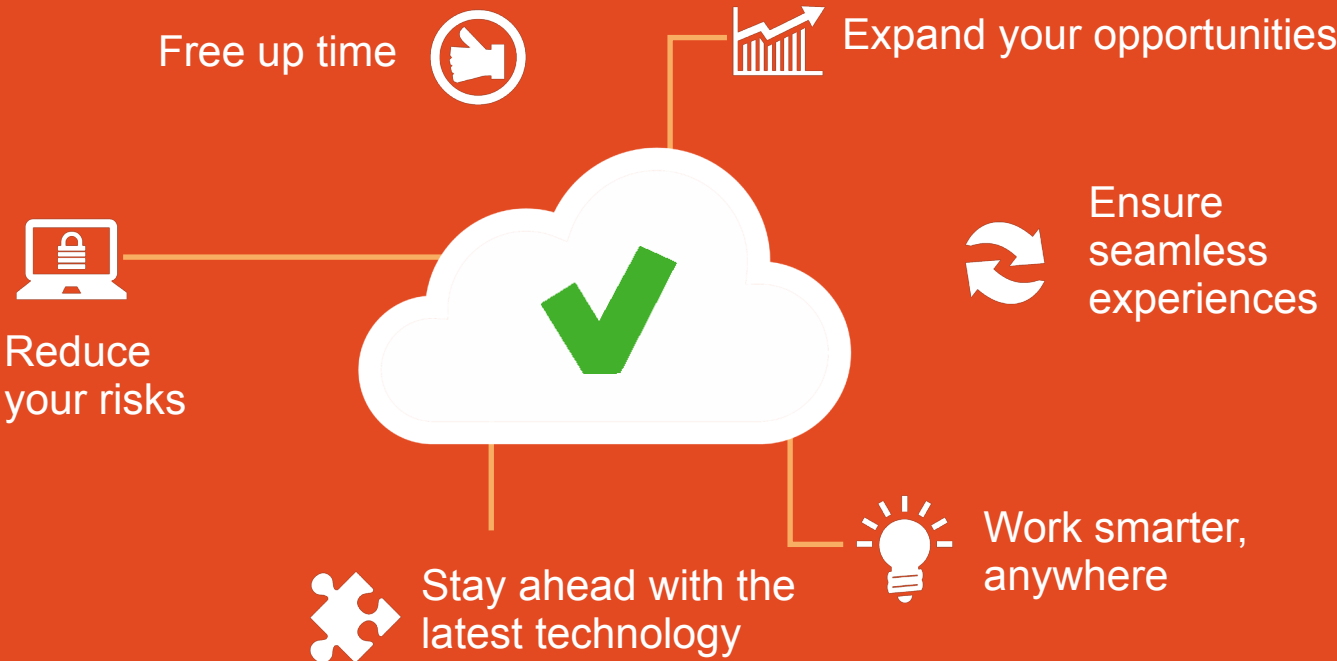 Free up time
Expand your opportunities
Ensure
seamless
experiences
Reduce
your risks
Work smarter,
anywhere
Stay ahead with the
latest technology